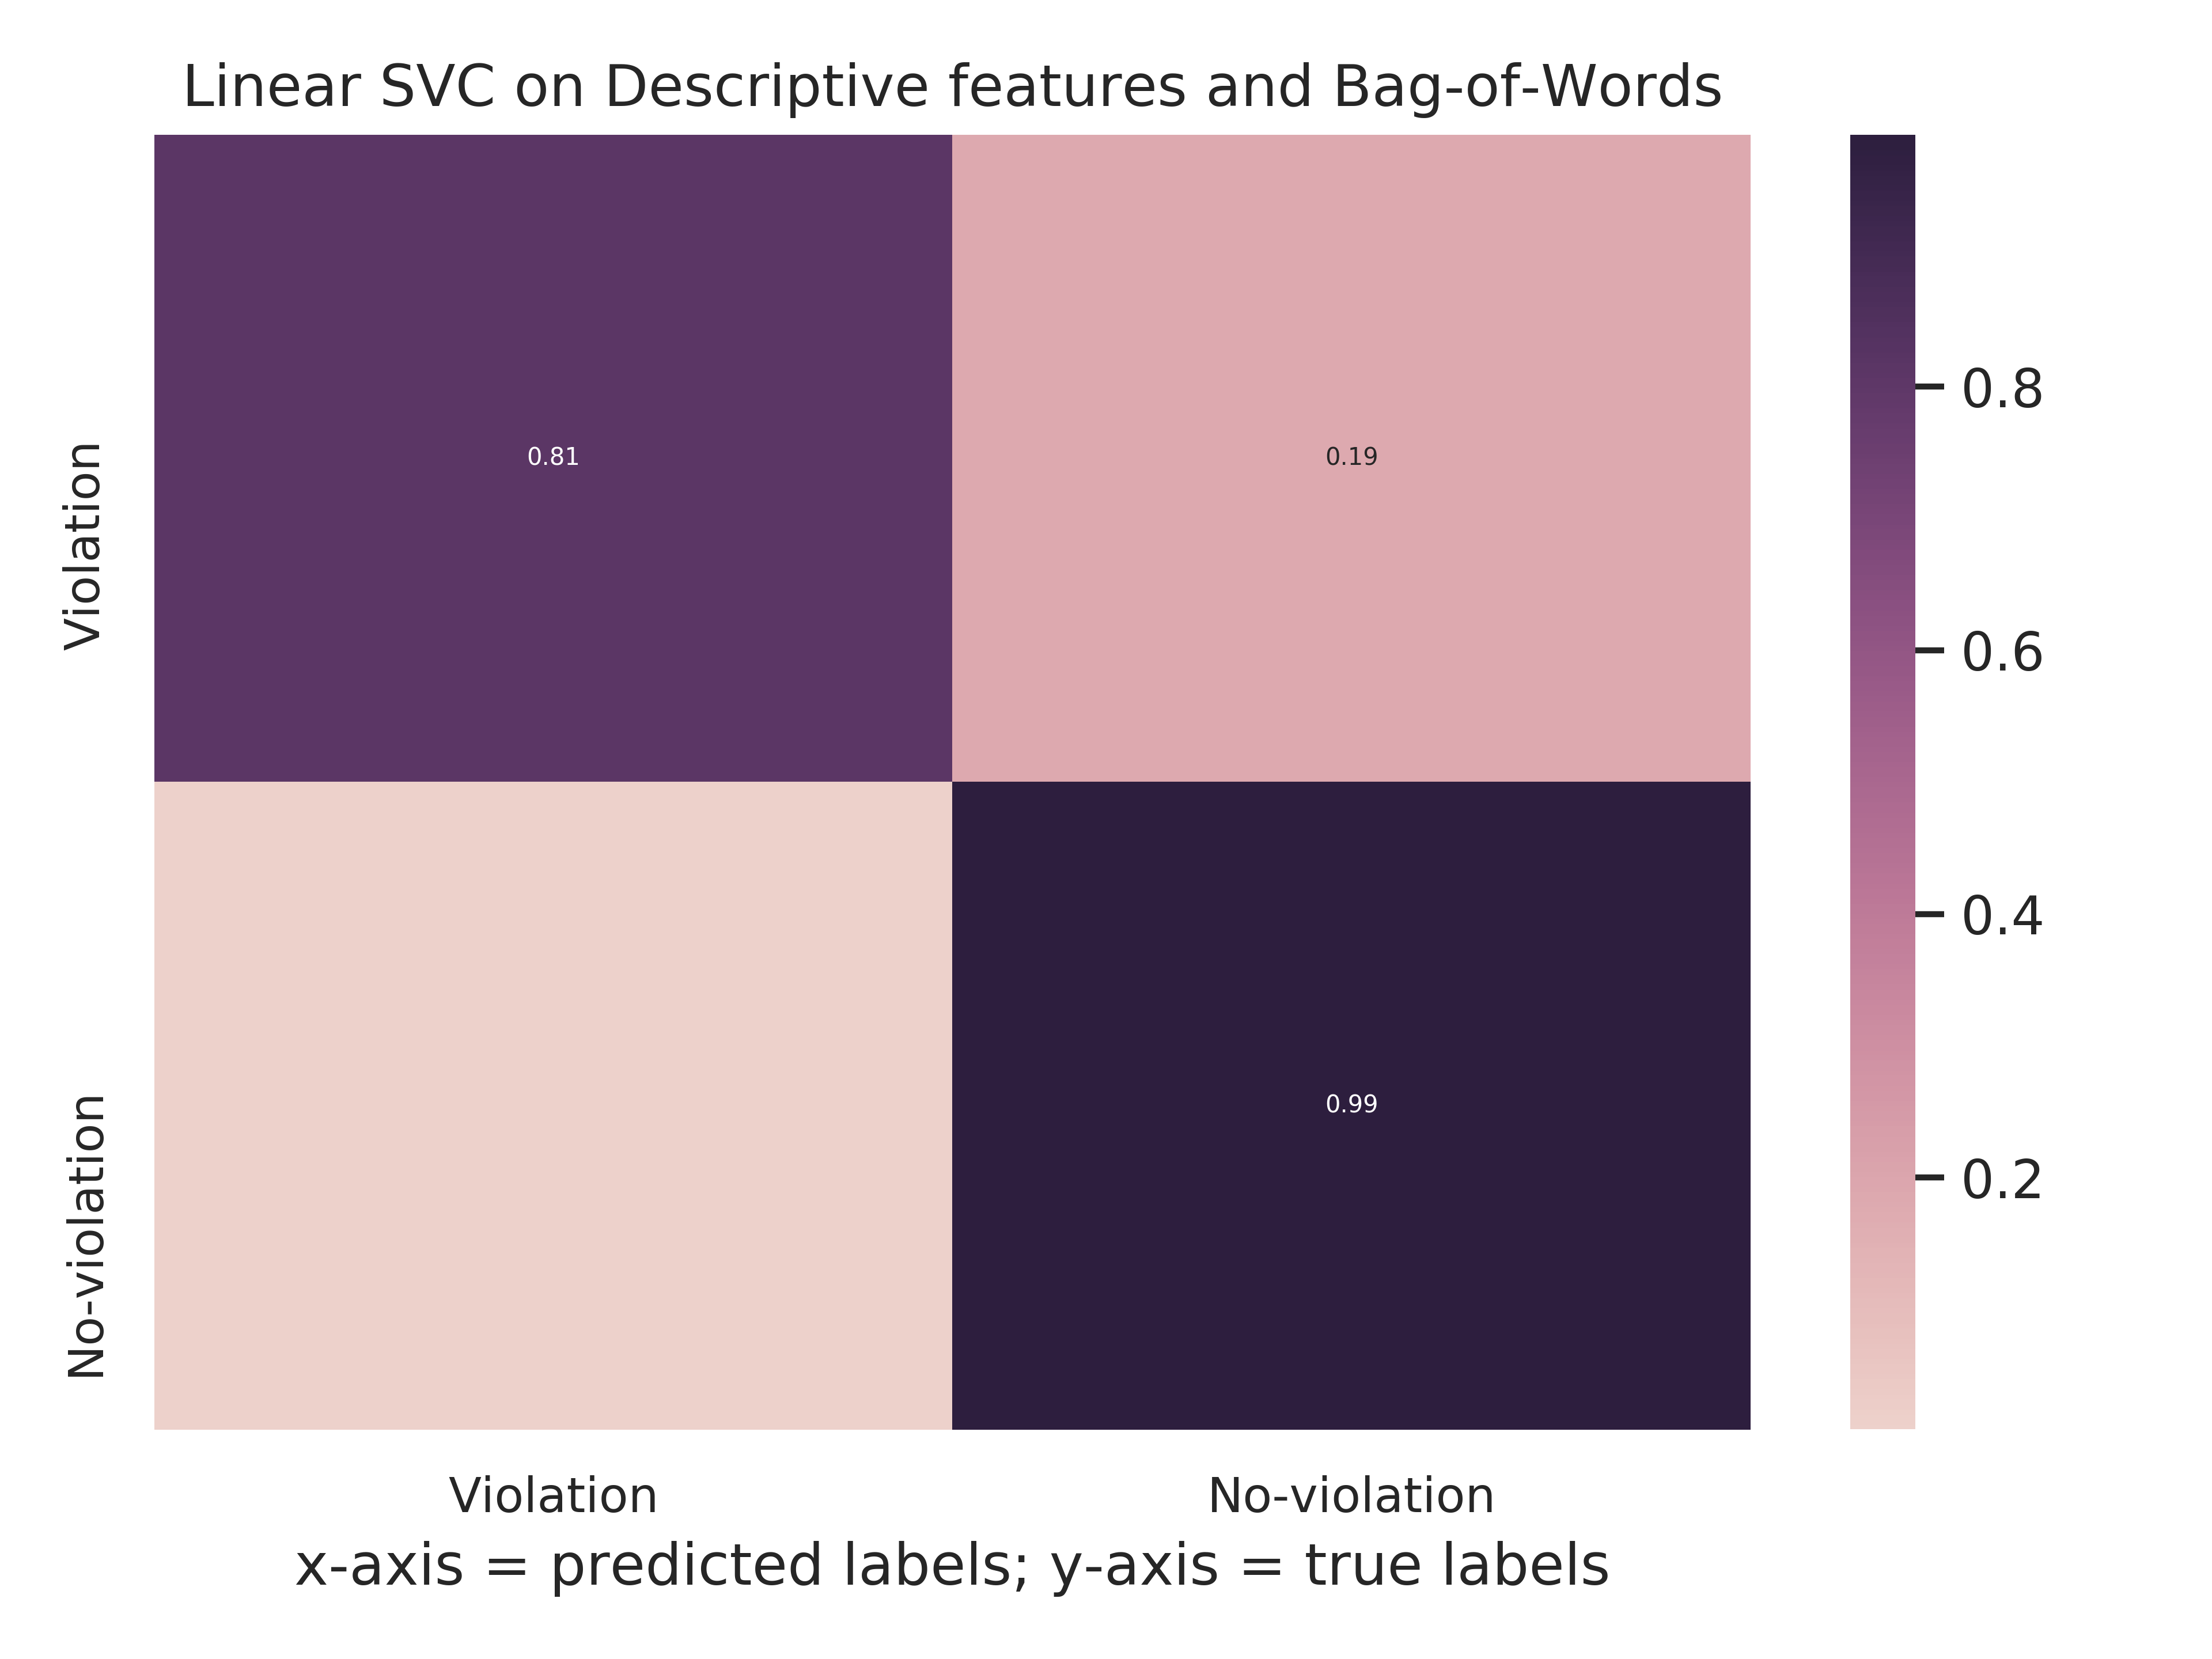 Linear SVC on Descriptive features and Bag-of-Words
Violation
0.81
0.19
No-violation
0.99
0.8
0.6
0.4
0.2
Violation
No-violation
x-axis = predicted labels; y-axis = true labels